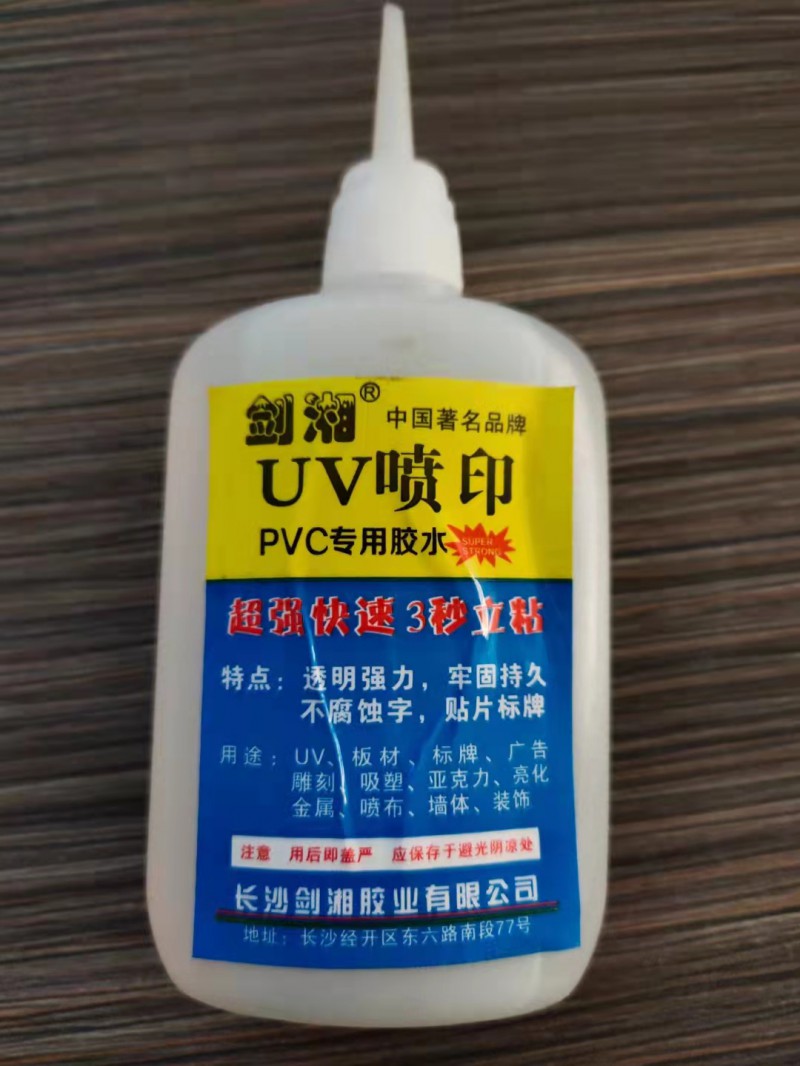 剑湘® 中国著名品牌
UV喷印
PVC专用胶水 SUPER STRONG
超强快速3秒立粘
特点：透明强力，牢固持久
不腐蚀字，贴片标牌
用途：UV、板材、标牌、广告
雕刻、吸塑、亚克力、亮化
金属、喷布、墙体、装饰
注意 用后即盖严 应保存于避光阴凉处
长沙剑湘胶业有限公司
地址：长沙经开区东六路南段77号